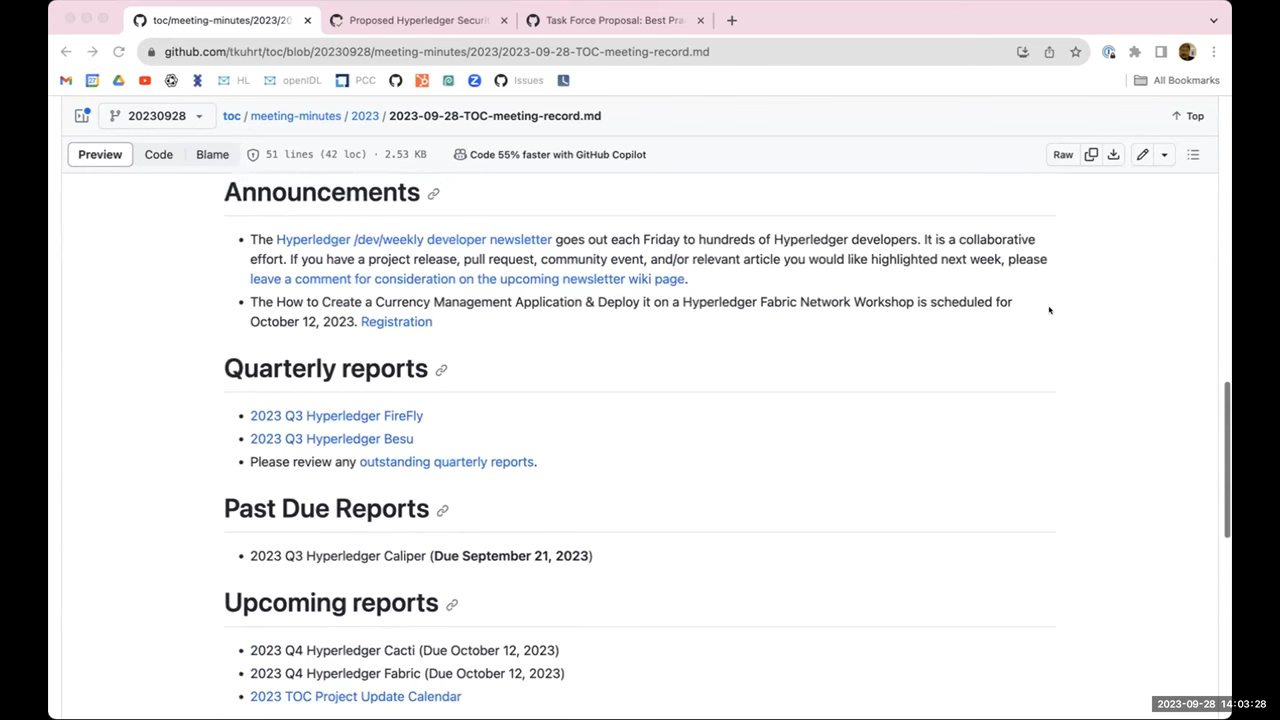 toc/meeting-minutes/2023/20
Proposed Hyperledger Securi
Task Force Proposal: Best Pra
github.com/tkuhrt/toc/blob/20230928/meeting-minutes/2023/2023-09-28-TOC-meeting-record.md
HL
openIDL
PCC
Issues
All Bookmarks
20230928
toc / meeting-minutes / 2023 / 2023-09-28-TOC-meeting-record.md
Top
Preview
Code
Blame
51 lines (42 loc) · 2.53 KB
Code 55% faster with GitHub Copilot
Raw
Announcements
• The Hyperledger /dev/weekly developer newsletter goes out each Friday to hundreds of Hyperledger developers. It is a collaborative
effort. If you have a project release, pull request, community event, and/or relevant article you would like highlighted next week, please
leave a comment for consideration on the upcoming newsletter wiki page.
• The How to Create a Currency Management Application & Deploy it on a Hyperledger Fabric Network Workshop is scheduled for
October 12, 2023. Registration
Quarterly reports
• 2023 Q3 Hyperledger FireFly
• 2023 Q3 Hyperledger Besu
• Please review any outstanding quarterly reports.
Past Due Reports
• 2023 Q3 Hyperledger Caliper (Due September 21, 2023)
Upcoming reports
• 2023 Q4 Hyperledger Cacti (Due October 12, 2023)
• 2023 Q4 Hyperledger Fabric (Due October 12, 2023)
• 2023 TOC Project Update Calendar
2023-09-28 14:03:28